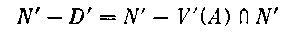 N' − D' = N' − V'(A) ∩ N'